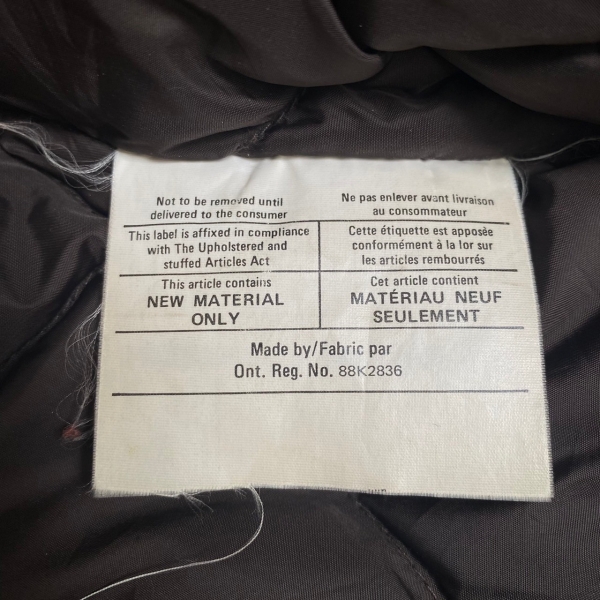 Not to be removed until
delivered to the consumer
Ne pas enlever avant livraison
au consommateur
This label is affixed in compliance
with The Upholstered and
stuffed Articles Act
Cette étiquette est apposée
conformément à la lor sur
les articles rembourrés
This article contains
NEW MATERIAL
ONLY
Cet article contient
MATÉRIAU NEUF
SEULEMENT
Made by/Fabric par
Ont. Reg. No. 88K2836